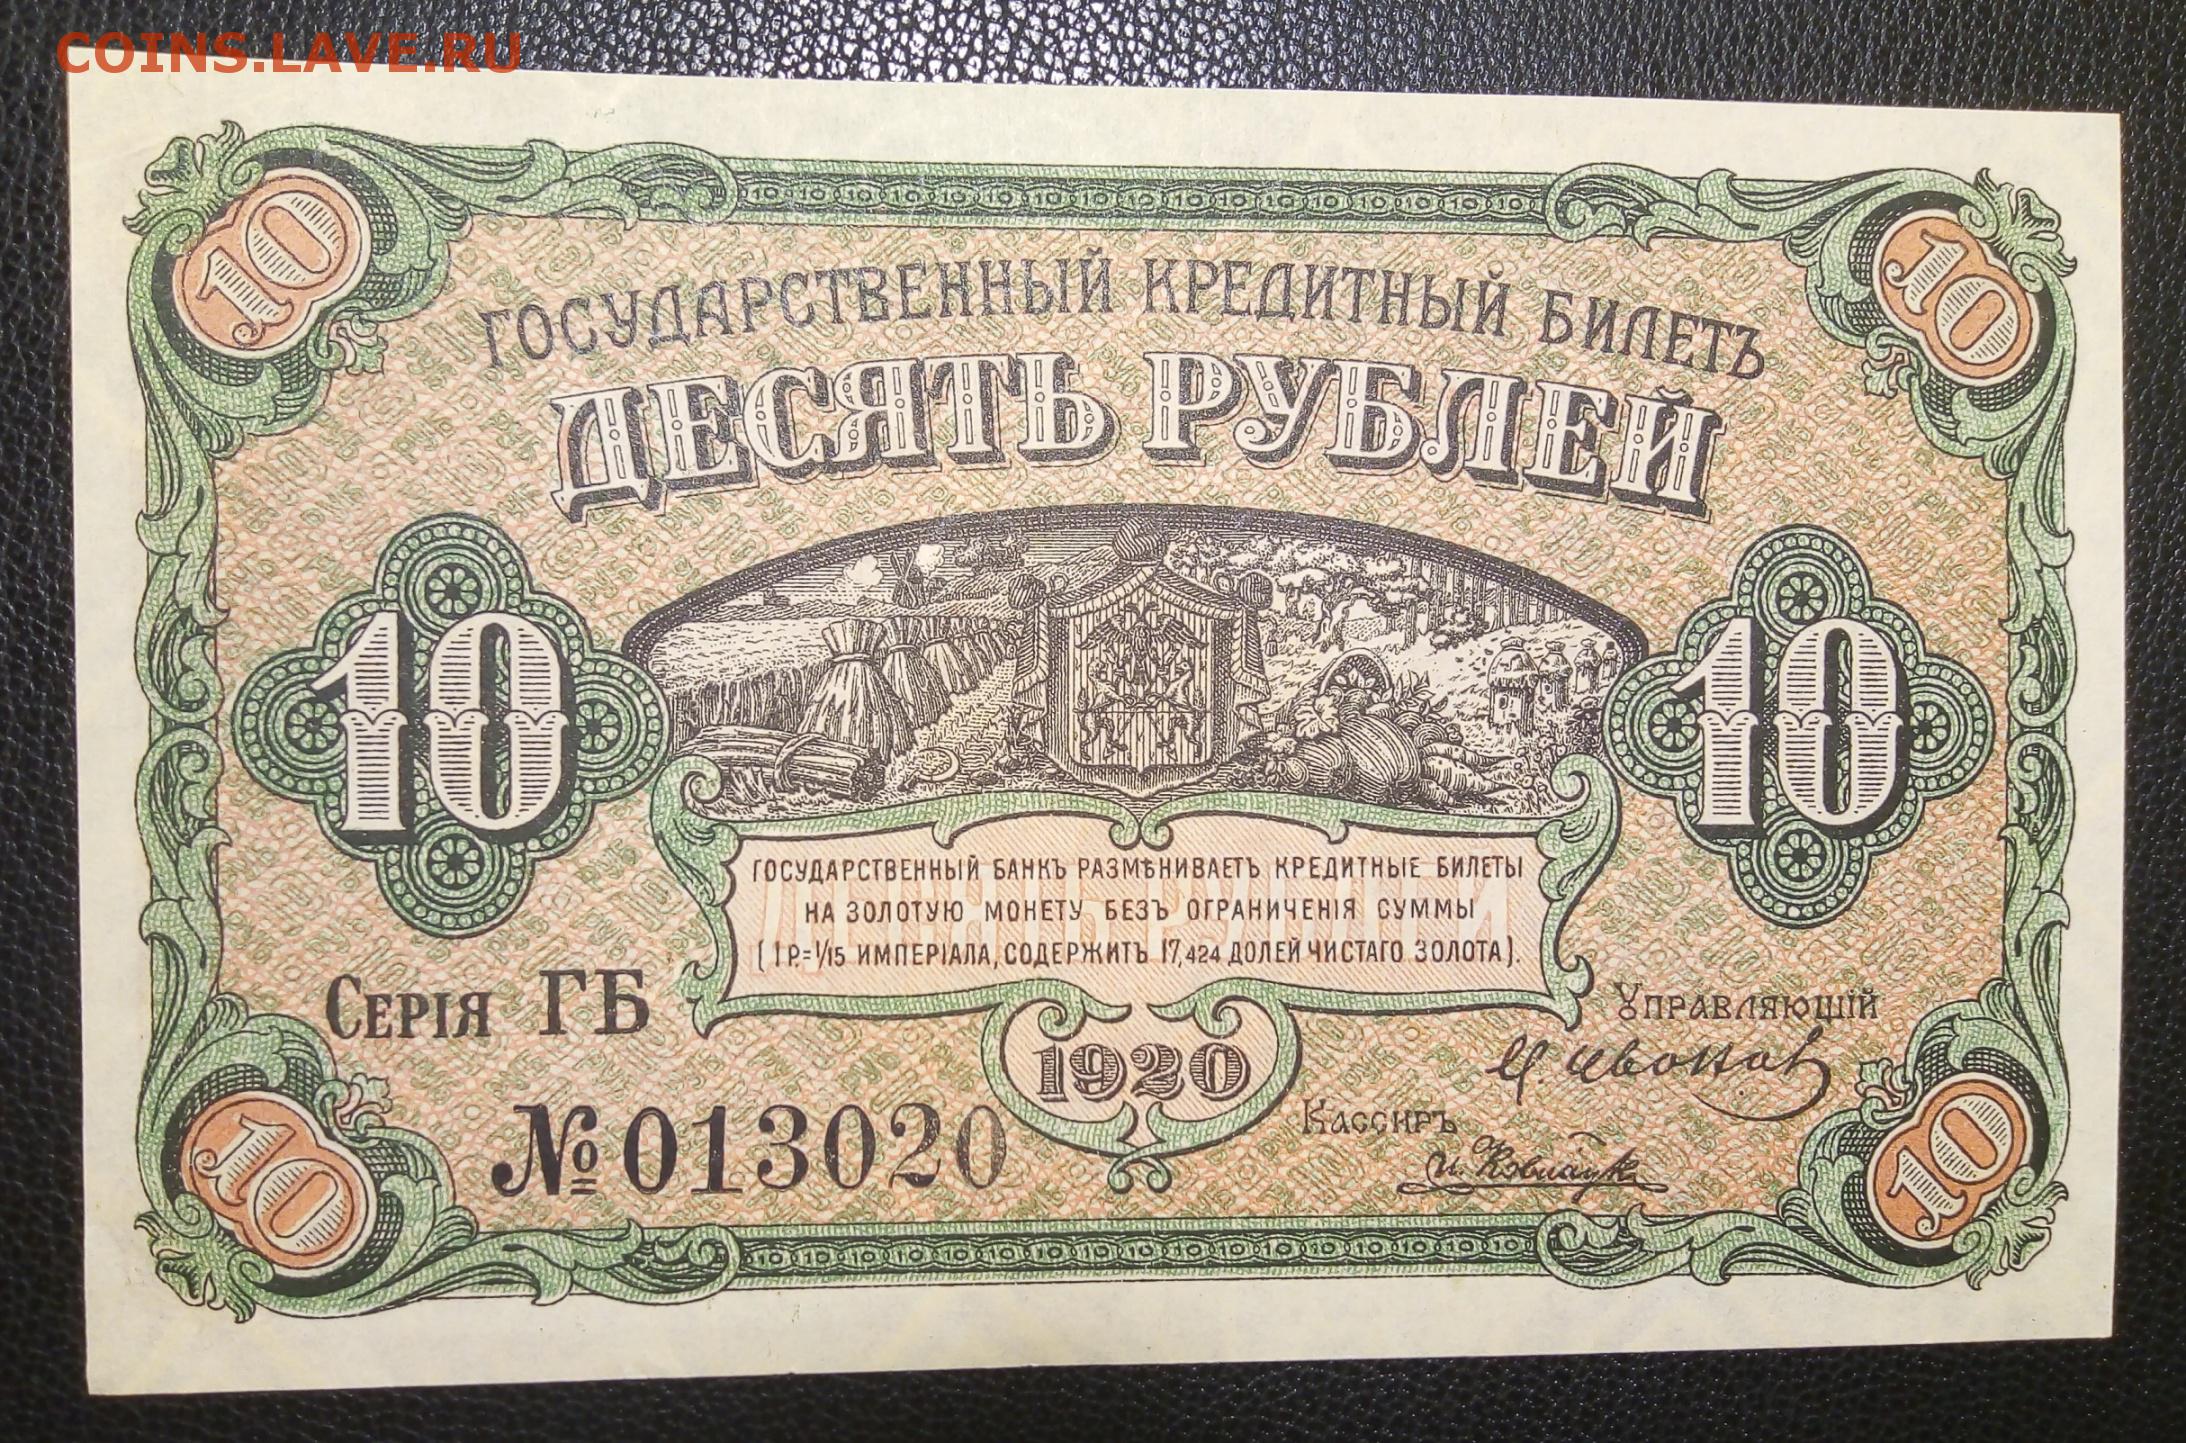 COINS.LAVE.RU
10 10
ГОСУДАРСТВЕННЫЙ КРЕДИТНЫЙ БИЛЕТЪ
ДЕСЯТЬ РУБЛЕЙ
10 10
ГОСУДАРСТВЕННЫЙ БАНКЪ РАЗМѢНИВАЕТЪ КРЕДИТНЫЕ БИЛЕТЫ
НА ЗОЛОТУЮ МОНЕТУ БЕЗЪ ОГРАНИЧЕНІЯ СУММЫ
(1 Р.=1/15 ИМПЕРІАЛА, СОДЕРЖИТЪ 17,424 ДОЛЕЙ ЧИСТАГО ЗОЛОТА).
СЕРІЯ ГБ
УПРАВЛЯЮЩІЙ
1920
КАССИРЪ
№ 013020
10 10